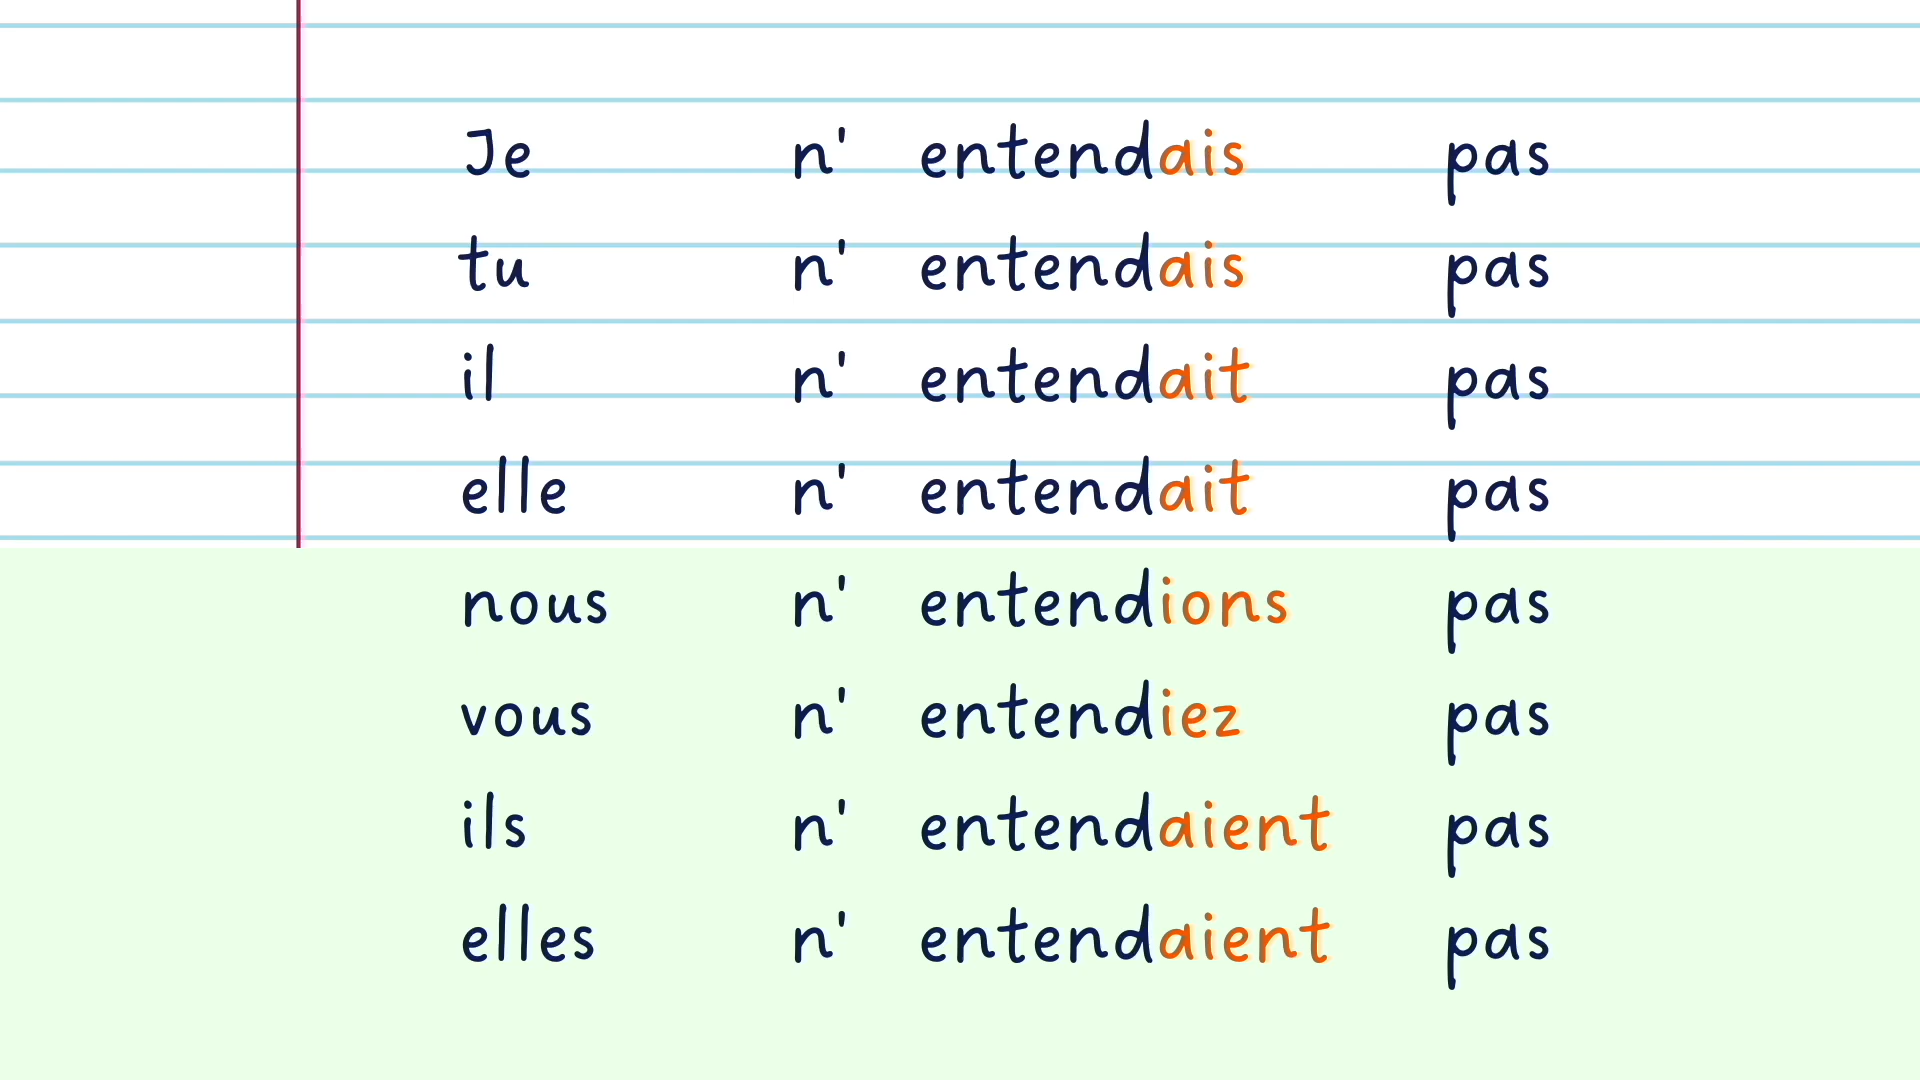 Je n' entendais pas
tu n' entendais pas
il n' entendait pas
elle n' entendait pas
nous n' entendions pas
vous n' entendiez pas
ils n' entendaient pas
elles n' entendaient pas